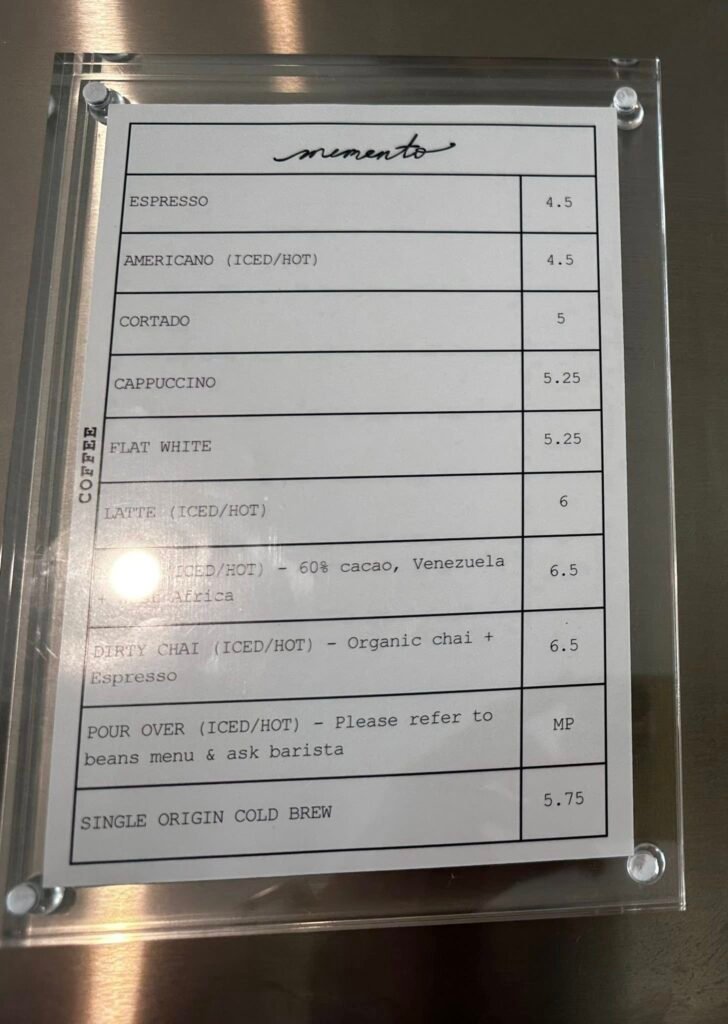 memento
ESPRESSO 4.5
AMERICANO (ICED/HOT) 4.5
CORTADO 5
CAPPUCCINO 5.25
FLAT WHITE 5.25
COFFEE
LATTE (ICED/HOT) 6
(ICED/HOT) – 60% cacao, Venezuela 6.5
+ Africa
DIRTY CHAI (ICED/HOT) – Organic chai + 6.5
Espresso
POUR OVER (ICED/HOT) – Please refer to MP
beans menu & ask barista
SINGLE ORIGIN COLD BREW 5.75